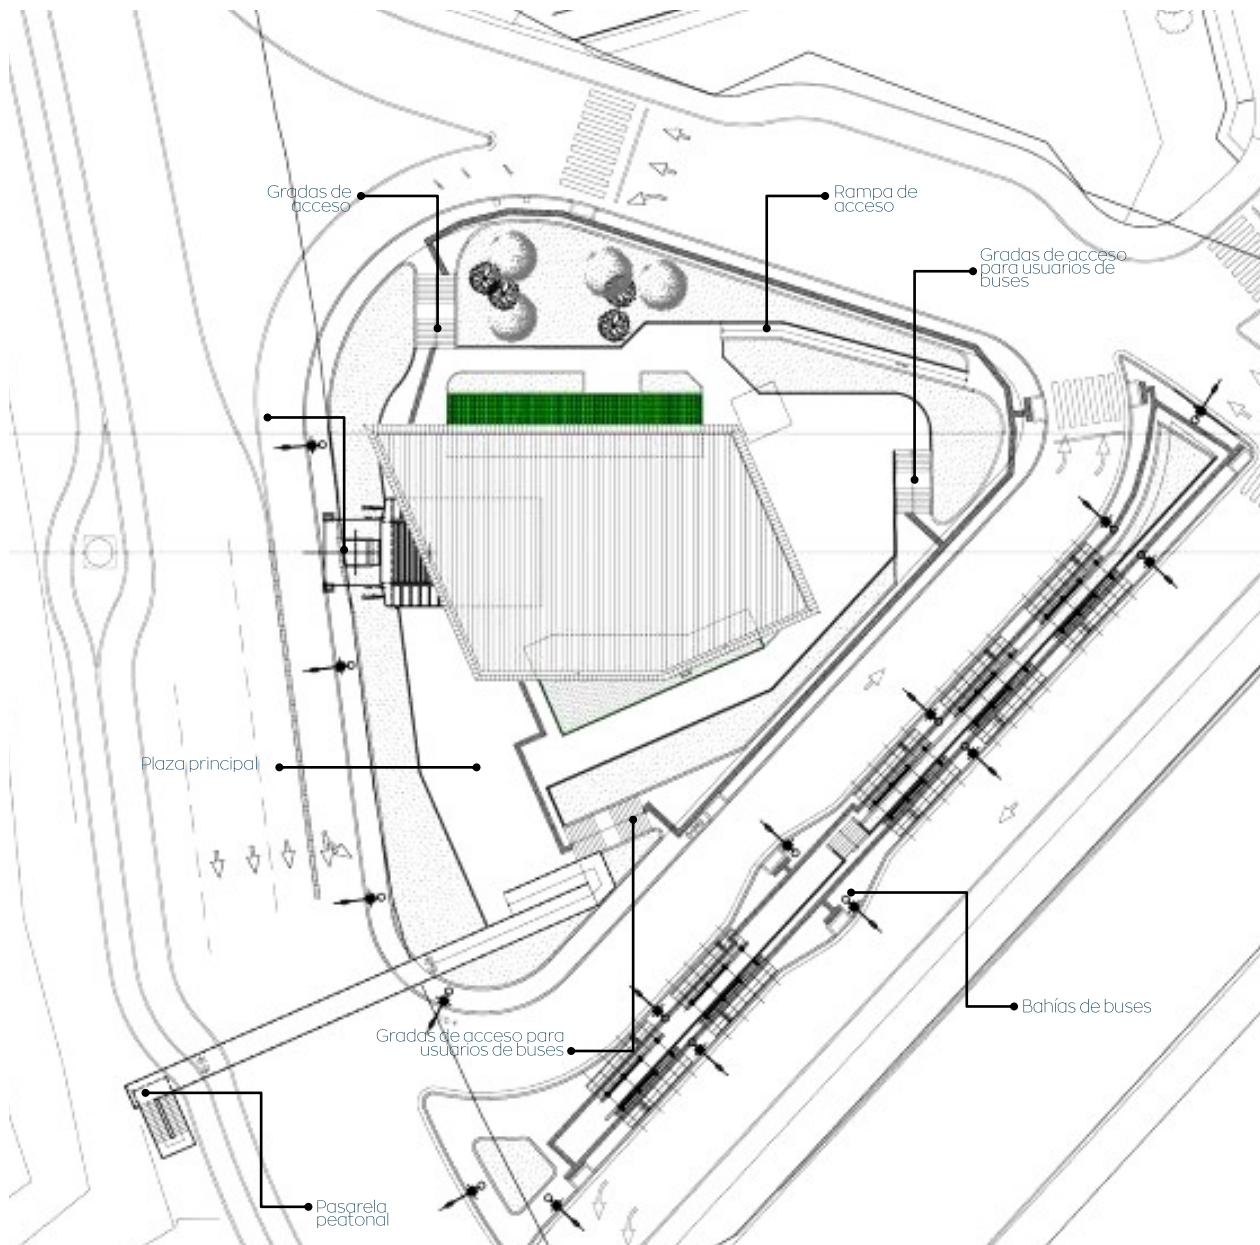 Gradas de
acceso
Rampa de
acceso
Gradas de acceso
para usuarios de
buses
Plaza principal
Bahías de buses
Gradas de acceso para
usuarios de buses
Pasarela
peatonal